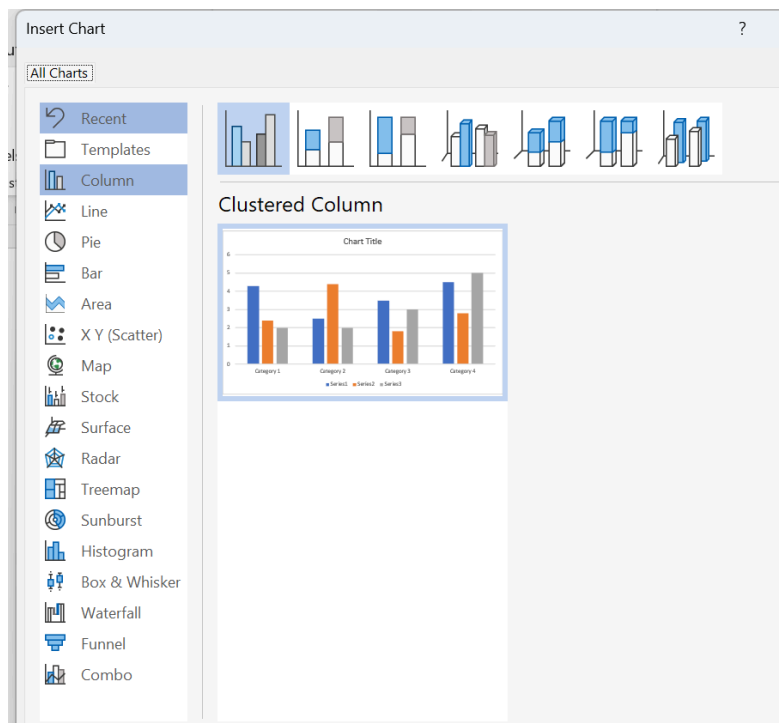 Insert Chart
?
All Charts
Recent
Templates
Column
Line
Pie
Bar
Area
X Y (Scatter)
Map
Stock
Surface
Radar
Treemap
Sunburst
Histogram
Box & Whisker
Waterfall
Funnel
Combo
Clustered Column
Chart Title
6
5
4
3
2
1
0
Category 1 Category 2 Category 3 Category 4
Series1 Series2 Series3